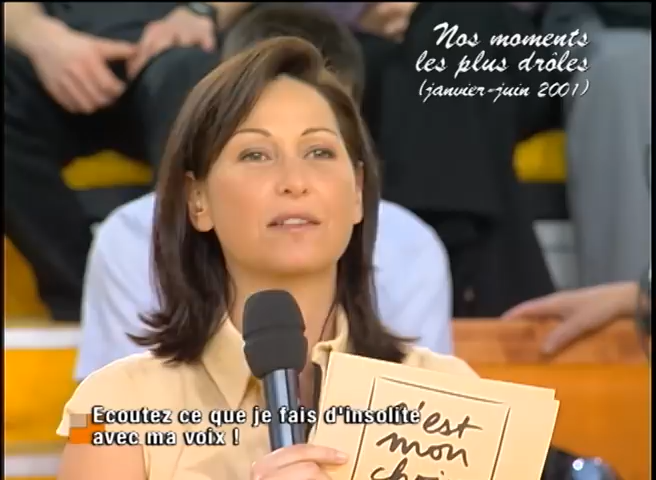 Nos moments
les plus drôles
(janvier-juin 2001)
Ecoutez ce que je fais d'insolite
avec ma voix !
C'est
mon
choix